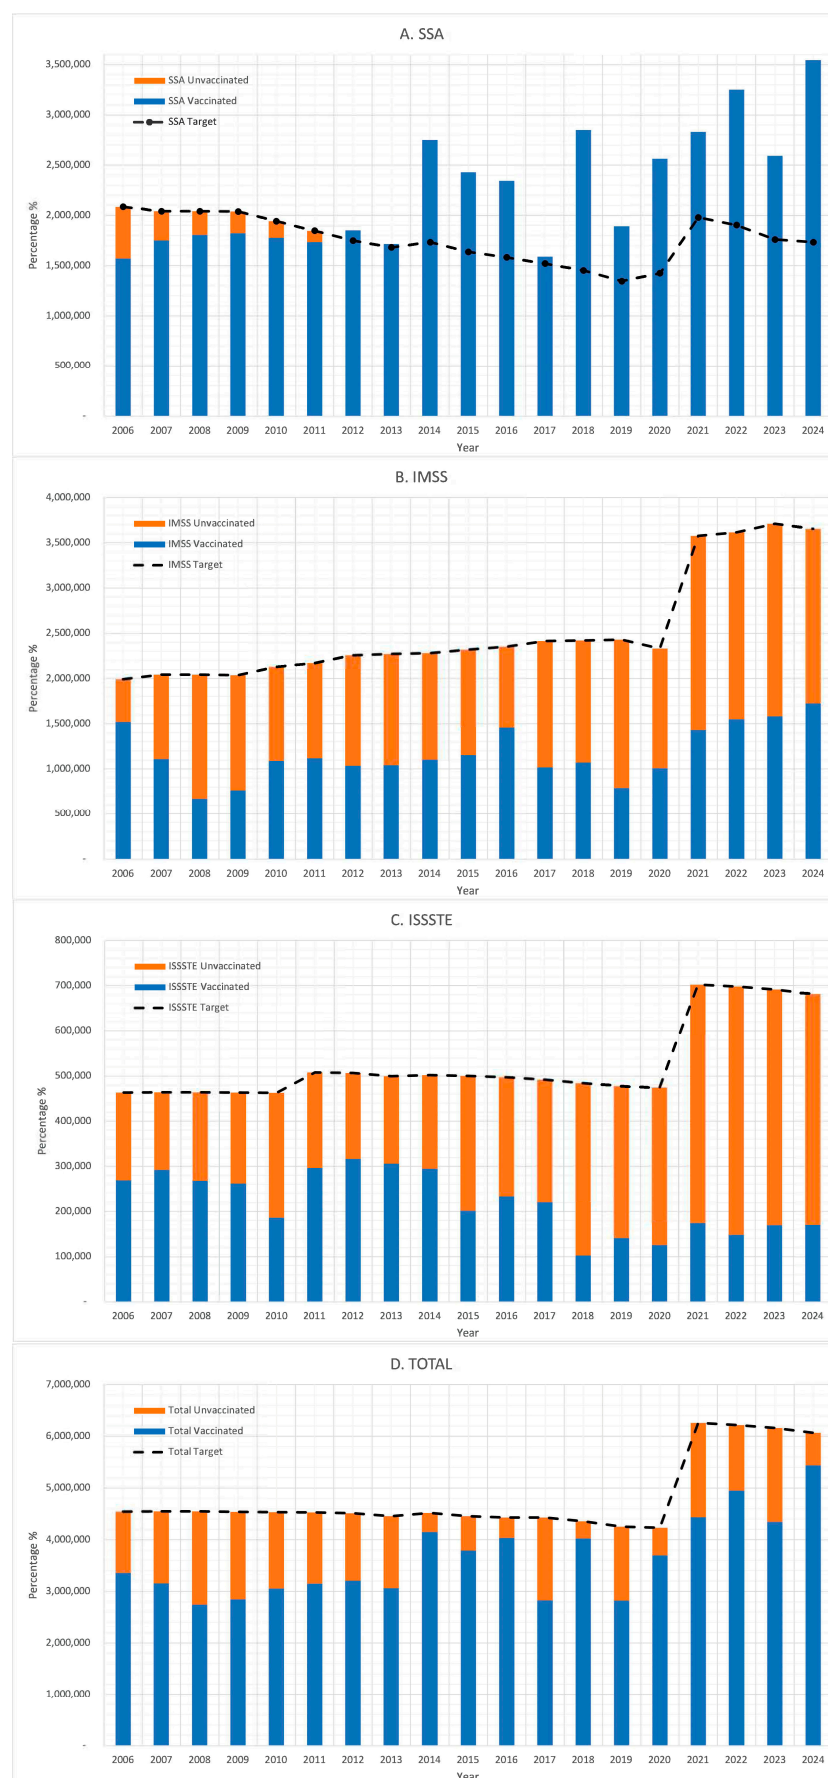 A. SSA
3,500,000
SSA Unvaccinated
SSA Vaccinated
3,000,000
SSA Target
2,500,000
2,000,000
Percentage %
1,500,000
1,000,000
500,000
-
2006 2007 2008 2009 2010 2011 2012 2013 2014 2015 2016 2017 2018 2019 2020 2021 2022 2023 2024
Year
B. IMSS
4,000,000
IMSS Unvaccinated
3,500,000
IMSS Vaccinated
IMSS Target
3,000,000
2,500,000
2,000,000
Percentage %
1,500,000
1,000,000
500,000
-
2006 2007 2008 2009 2010 2011 2012 2013 2014 2015 2016 2017 2018 2019 2020 2021 2022 2023 2024
Year
C. ISSSTE
800,000
ISSSTE Unvaccinated
700,000
ISSSTE Vaccinated
ISSSTE Target
600,000
500,000
Percentage %
400,000
300,000
200,000
100,000
-
2006 2007 2008 2009 2010 2011 2012 2013 2014 2015 2016 2017 2018 2019 2020 2021 2022 2023 2024
Year
D. TOTAL
7,000,000
Total Unvaccinated
Total Vaccinated
6,000,000
Total Target
5,000,000
4,000,000
Percentage %
3,000,000
2,000,000
1,000,000
-
2006 2007 2008 2009 2010 2011 2012 2013 2014 2015 2016 2017 2018 2019 2020 2021 2022 2023 2024
Year